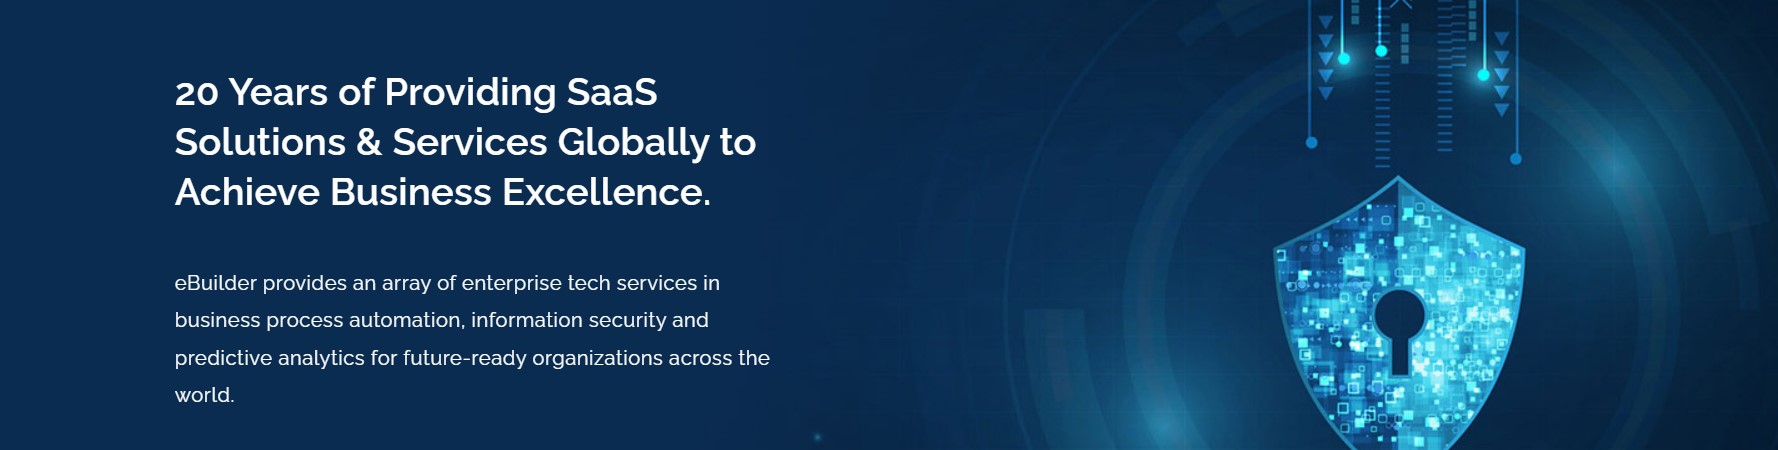 20 Years of Providing SaaS
Solutions & Services Globally to
Achieve Business Excellence.
eBuilder provides an array of enterprise tech services in
business process automation, information security and
predictive analytics for future-ready organizations across the
world.